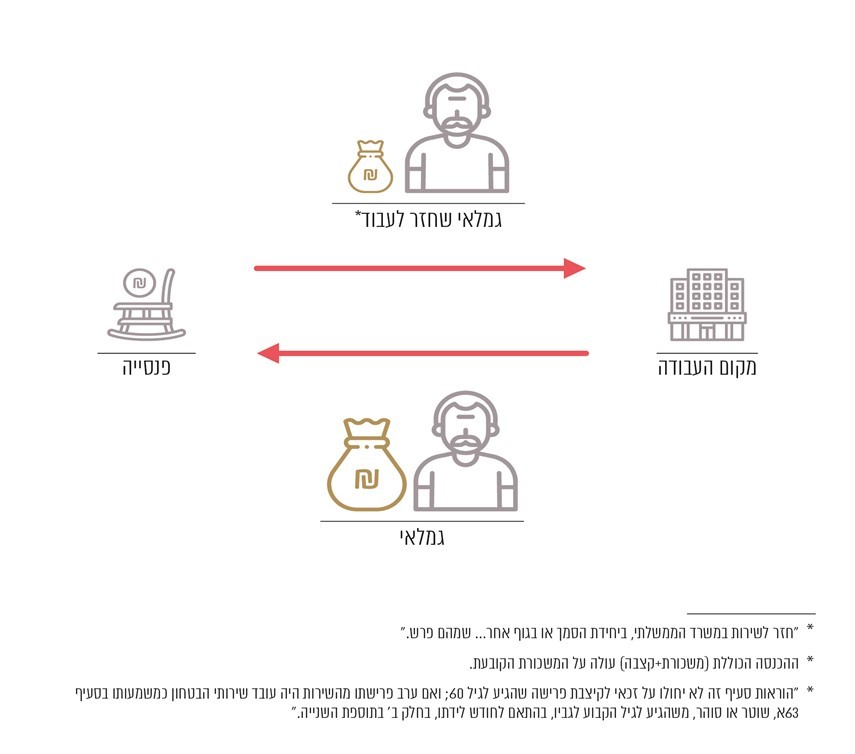 ₪
גמלאי שחזר לעבוד*
₪
פנסייה
מקום העבודה
₪
גמלאי
* "חזר לשירות במשרד הממשלתי, ביחידת הסמך או בגוף אחר... שמהם פרש."
* ההכנסה הכוללת (משכורת+קצבה) עולה על המשכורת הקובעת.
* "הוראות סעיף זה לא יחולו על זכאי לקיצבת פרישה שהגיע לגיל 60; ואם ערב פרישתו מהשירות היה עובד שירותי הבטחון כמשמעותו בסעיף
63א, שוטר או סוהר, משהגיע לגיל הקבוע לגביו, בהתאם לחודש לידתו, בחלק ב' בתוספת השנייה."